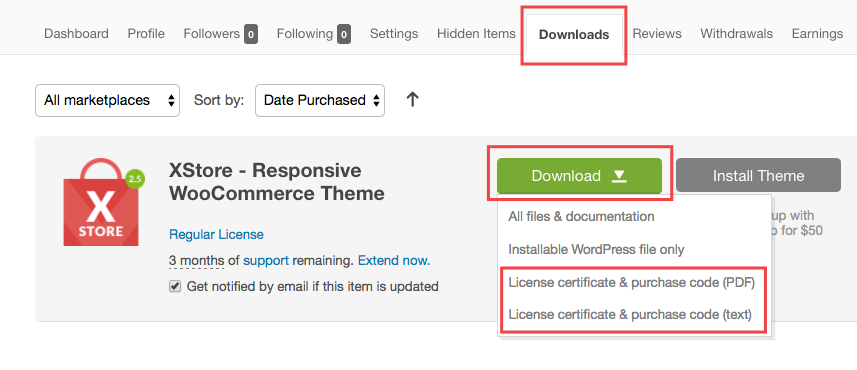 Dashboard Profile Followers 0 Following 0 Settings Hidden Items Downloads Reviews Withdrawals Earnings
All marketplaces Sort by: Date Purchased
X
STORE
2.5
XStore - Responsive
WooCommerce Theme
Regular License
3 months of support remaining. Extend now.
Get notified by email if this item is updated
Download
Install Theme
All files & documentation
Installable WordPress file only
License certificate & purchase code (PDF)
License certificate & purchase code (text)
up with
for $50